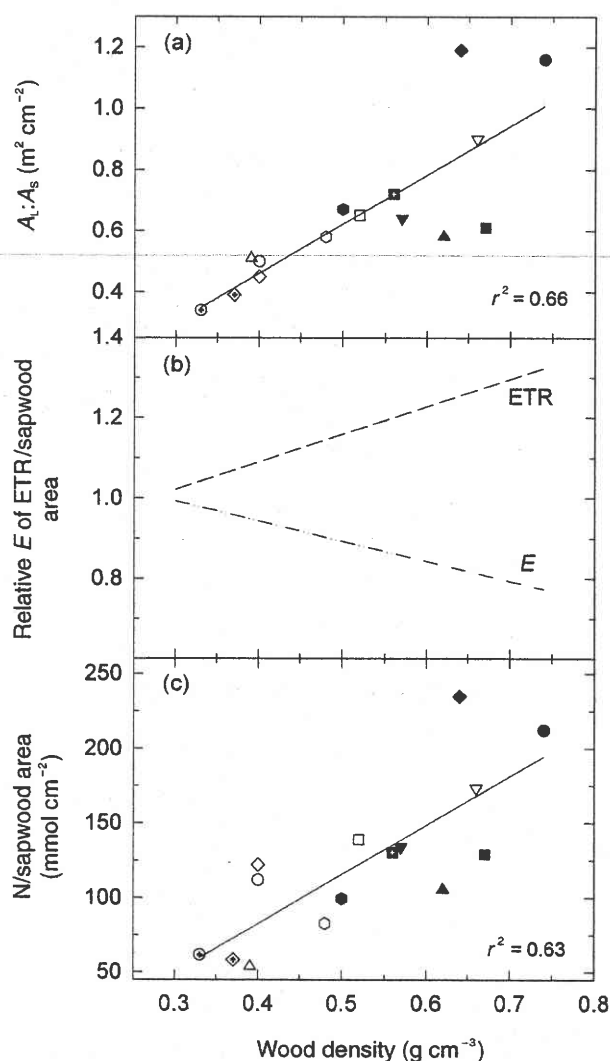 (a)
1.2
1.0
0.8
0.6
0.4
A_L:A_S (m² cm⁻²)
r² = 0.66
1.4
(b)
1.2
1.0
0.8
Relative E of ETR/sapwood
area
ETR
E
(c)
250
200
150
100
50
N/sapwood area
(mmol cm⁻²)
r² = 0.63
0.3 0.4 0.5 0.6 0.7 0.8
Wood density (g cm⁻³)